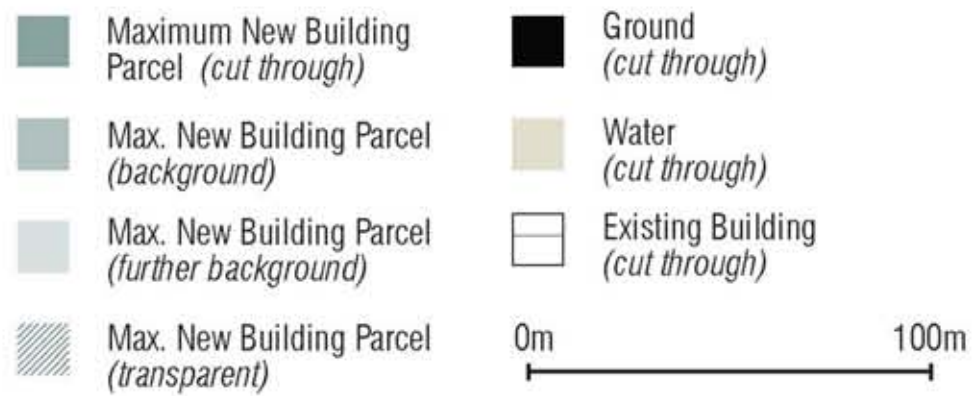 Maximum New Building
Parcel (cut through)
Max. New Building Parcel
(background)
Max. New Building Parcel
(further background)
Max. New Building Parcel
(transparent)
Ground
(cut through)
Water
(cut through)
Existing Building
(cut through)
0m 100m